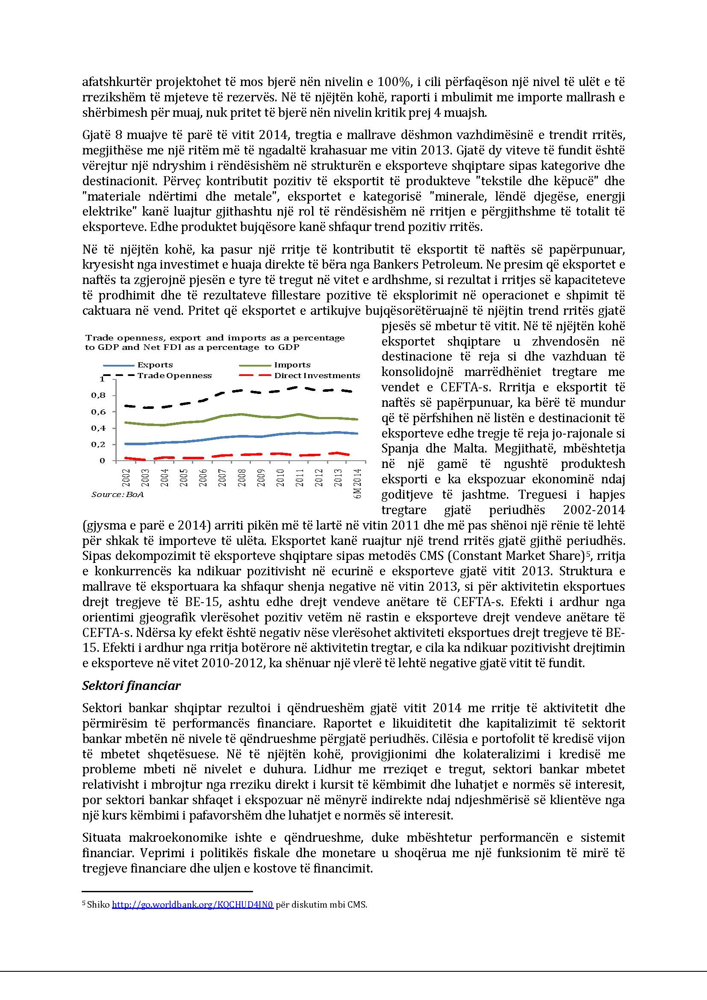 afatshkurtër projektohet të mos bjerë nën nivelin e 100%, i cili përfaqëson një nivel të ulët e të
rrezikshëm të mjeteve të rezervës. Në të njëjtën kohë, raporti i mbulimit me importe mallrash e
shërbimesh për muaj, nuk pritet të bjerë nën nivelin kritik prej 4 muajsh.
Gjatë 8 muajve të parë të vitit 2014, tregtia e mallrave dëshmon vazhdimësinë e trendit rritës,
megjithëse me një ritëm më të ngadaltë krahasuar me vitin 2013. Gjatë dy viteve të fundit është
vërejtur një ndryshim i rëndësishëm në strukturën e eksporteve shqiptare sipas kategorive dhe
destinacionit. Përveç kontributit pozitiv të eksportit të produkteve "tekstile dhe këpucë" dhe
"materiale ndërtimi dhe metale", eksportet e kategorisë "minerale, lëndë djegëse, energji
elektrike" kanë luajtur gjithashtu një rol të rëndësishëm në rritjen e përgjithshme të totalit të
eksporteve. Edhe produktet bujqësore kanë shfaqur trend pozitiv rritës.
Në të njëjtën kohë, ka pasur një rritje të kontributit të eksportit të naftës së papërpunuar,
kryesisht nga investimet e huaja direkte të bëra nga Bankers Petroleum. Ne presim që eksportet e
naftës ta zgjerojnë pjesën e tyre të tregut në vitet e ardhshme, si rezultat i rritjes së kapaciteteve
të prodhimit dhe të rezultateve fillestare pozitive të eksplorimit në operacionet e shpimit të
caktuara në vend. Pritet që eksportet e artikujve bujqësorëtëruajnë të njëjtin trend rritës gjatë
pjesës së mbetur të vitit. Në të njëjtën kohë
eksportet shqiptare u zhvendosën në
destinacione të reja si dhe vazhduan të
konsolidojnë marrëdhëniet tregtare me
vendet e CEFTA-s. Rrritja e eksportit të
naftës së papërpunuar, ka bërë të mundur
që të përfshihen në listën e destinacionit të
eksporteve edhe tregje të reja jo-rajonale si
Spanja dhe Malta. Megjithatë, mbështetja
në një gamë të ngushtë produktesh
eksporti e ka ekspozuar ekonominë ndaj
goditjeve të jashtme. Treguesi i hapjes
tregtare gjatë periudhës 2002-2014
Trade openness, export and imports as a percentage
to GDP and Net FDI as a percentage to GDP
Exports
Imports
Trade Openness
Direct Investments
1
0,8
0,6
0,4
0,2
0
2002
2003
2004
2005
2006
2007
2008
2009
2010
2011
2012
2013
6M2014
Source: BoA
(gjysma e parë e 2014) arriti pikën më të lartë në vitin 2011 dhe më pas shënoi një rënie të lehtë
për shkak të importeve të ulëta. Eksportet kanë ruajtur një trend rritës gjatë gjithë periudhës.
Sipas dekompozimit të eksporteve shqiptare sipas metodës CMS (Constant Market Share)5, rritja
e konkurrencës ka ndikuar pozitivisht në ecurinë e eksporteve gjatë vitit 2013. Struktura e
mallrave të eksportuara ka shfaqur shenja negative në vitin 2013, si për aktivitetin eksportues
drejt tregjeve të BE-15, ashtu edhe drejt vendeve anëtare të CEFTA-s. Efekti i ardhur nga
orientimi gjeografik vlerësohet pozitiv vetëm në rastin e eksporteve drejt vendeve anëtare të
CEFTA-s. Ndërsa ky efekt është negativ nëse vlerësohet aktiviteti eksportues drejt tregjeve të BE-
15. Efekti i ardhur nga rritja botërore në aktivitetin tregtar, e cila ka ndikuar pozitivisht drejtimin
e eksporteve në vitet 2010-2012, ka shënuar një vlerë të lehtë negative gjatë vitit të fundit.
Sektori financiar
Sektori bankar shqiptar rezultoi i qëndrueshëm gjatë vitit 2014 me rritje të aktivitetit dhe
përmirësim të performancës financiare. Raportet e likuiditetit dhe kapitalizimit të sektorit
bankar mbetën në nivele të qëndrueshme përgjatë periudhës. Cilësia e portofolit të kredisë vijon
të mbetet shqetësuese. Në të njëjtën kohë, provigjionimi dhe kolateralizimi i kredisë me
probleme mbeti në nivelet e duhura. Lidhur me rreziqet e tregut, sektori bankar mbetet
relativisht i mbrojtur nga rreziku direkt i kursit të këmbimit dhe luhatjet e normës së interesit,
por sektori bankar shfaqet i ekspozuar në mënyrë indirekte ndaj ndjeshmërisë së klientëve nga
një kurs këmbimi i pafavorshëm dhe luhatjet e normës së interesit.
Situata makroekonomike ishte e qëndrueshme, duke mbështetur performancën e sistemit
financiar. Veprimi i politikës fiskale dhe monetare u shoqërua me një funksionim të mirë të
tregjeve financiare dhe uljen e kostove të financimit.
5 Shiko http://go.worldbank.org/KQCHUD4JN0 për diskutim mbi CMS.